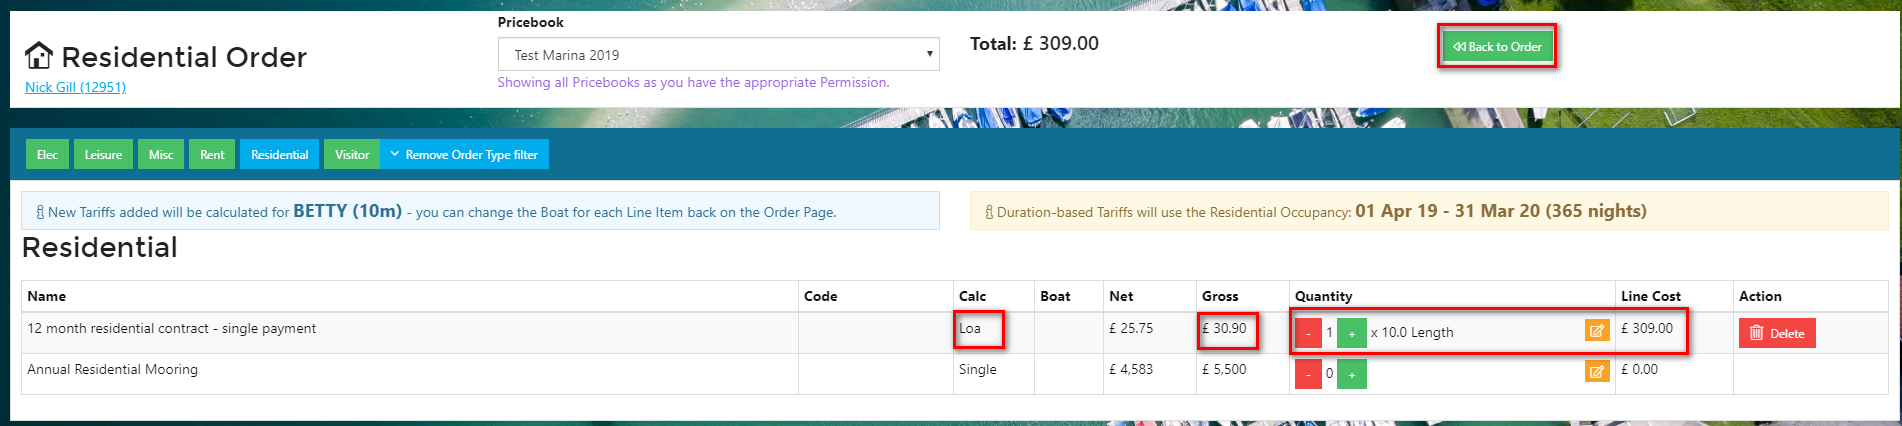 Pricebook
Residential Order
Test Marina 2019
Total: £ 309.00
Back to Order
Nick Gill (12951)
Showing all Pricebooks as you have the appropriate Permission.
Elec Leisure Misc Rent Residential Visitor Remove Order Type filter
New Tariffs added will be calculated for BETTY (10m) - you can change the Boat for each Line Item back on the Order Page.
Duration-based Tariffs will use the Residential Occupancy: 01 Apr 19 - 31 Mar 20 (365 nights)
Residential
Name Code Calc Boat Net Gross Quantity Line Cost Action
12 month residential contract - single payment Loa £ 25.75 £ 30.90 - 1 + x 10.0 Length £ 309.00 Delete
Annual Residential Mooring Single £ 4,583 £ 5,500 - 0 + £ 0.00